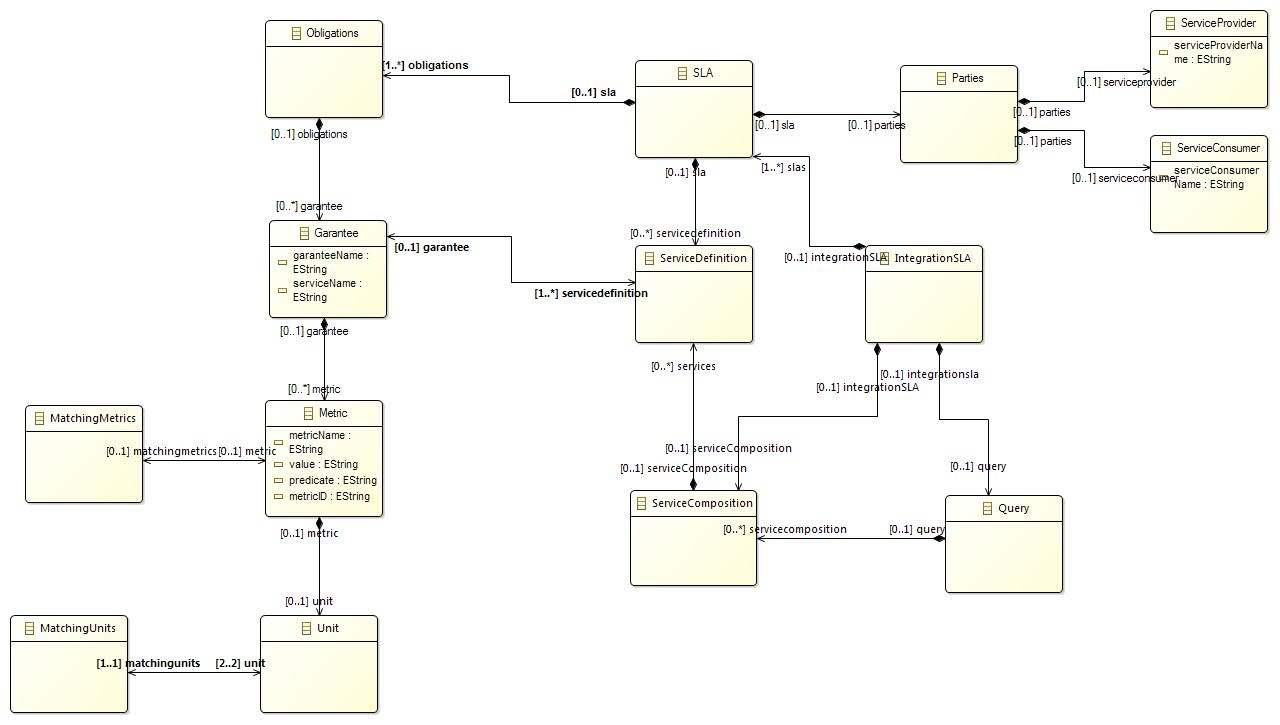 ServiceProvider
serviceProviderNa
me : EString
Obligations
[1..*] obligations
[0..1] sla
SLA
[0..1] sla
[0..1] parties
Parties
[0..1] serviceprovider
[0..1] parties
[0..1] parties
[0..1] serviceconsumer
ServiceConsumer
serviceConsumer
Name : EString
[0..1] obligations
[0..*] garantee
[0..1] sla
[1..*] slas
[0..*] servicedefinition
Garantee
garanteeName :
EString
serviceName :
EString
[0..1] garantee
[1..*] servicedefinition
ServiceDefinition
[0..1] integrationSLA
IntegrationSLA
[0..1] garantee
[0..*] metric
[0..*] services
[0..1] integrationsla
[0..1] integrationSLA
MatchingMetrics
[0..1] matchingmetrics
[0..1] metric
Metric
metricName :
EString
value : EString
predicate : EString
metricID : EString
[0..1] serviceComposition
[0..1] serviceComposition
[0..1] query
ServiceComposition
[0..*] servicecomposition
[0..1] query
Query
[0..1] metric
[0..1] unit
MatchingUnits
[1..1] matchingunits
[2..2] unit
Unit